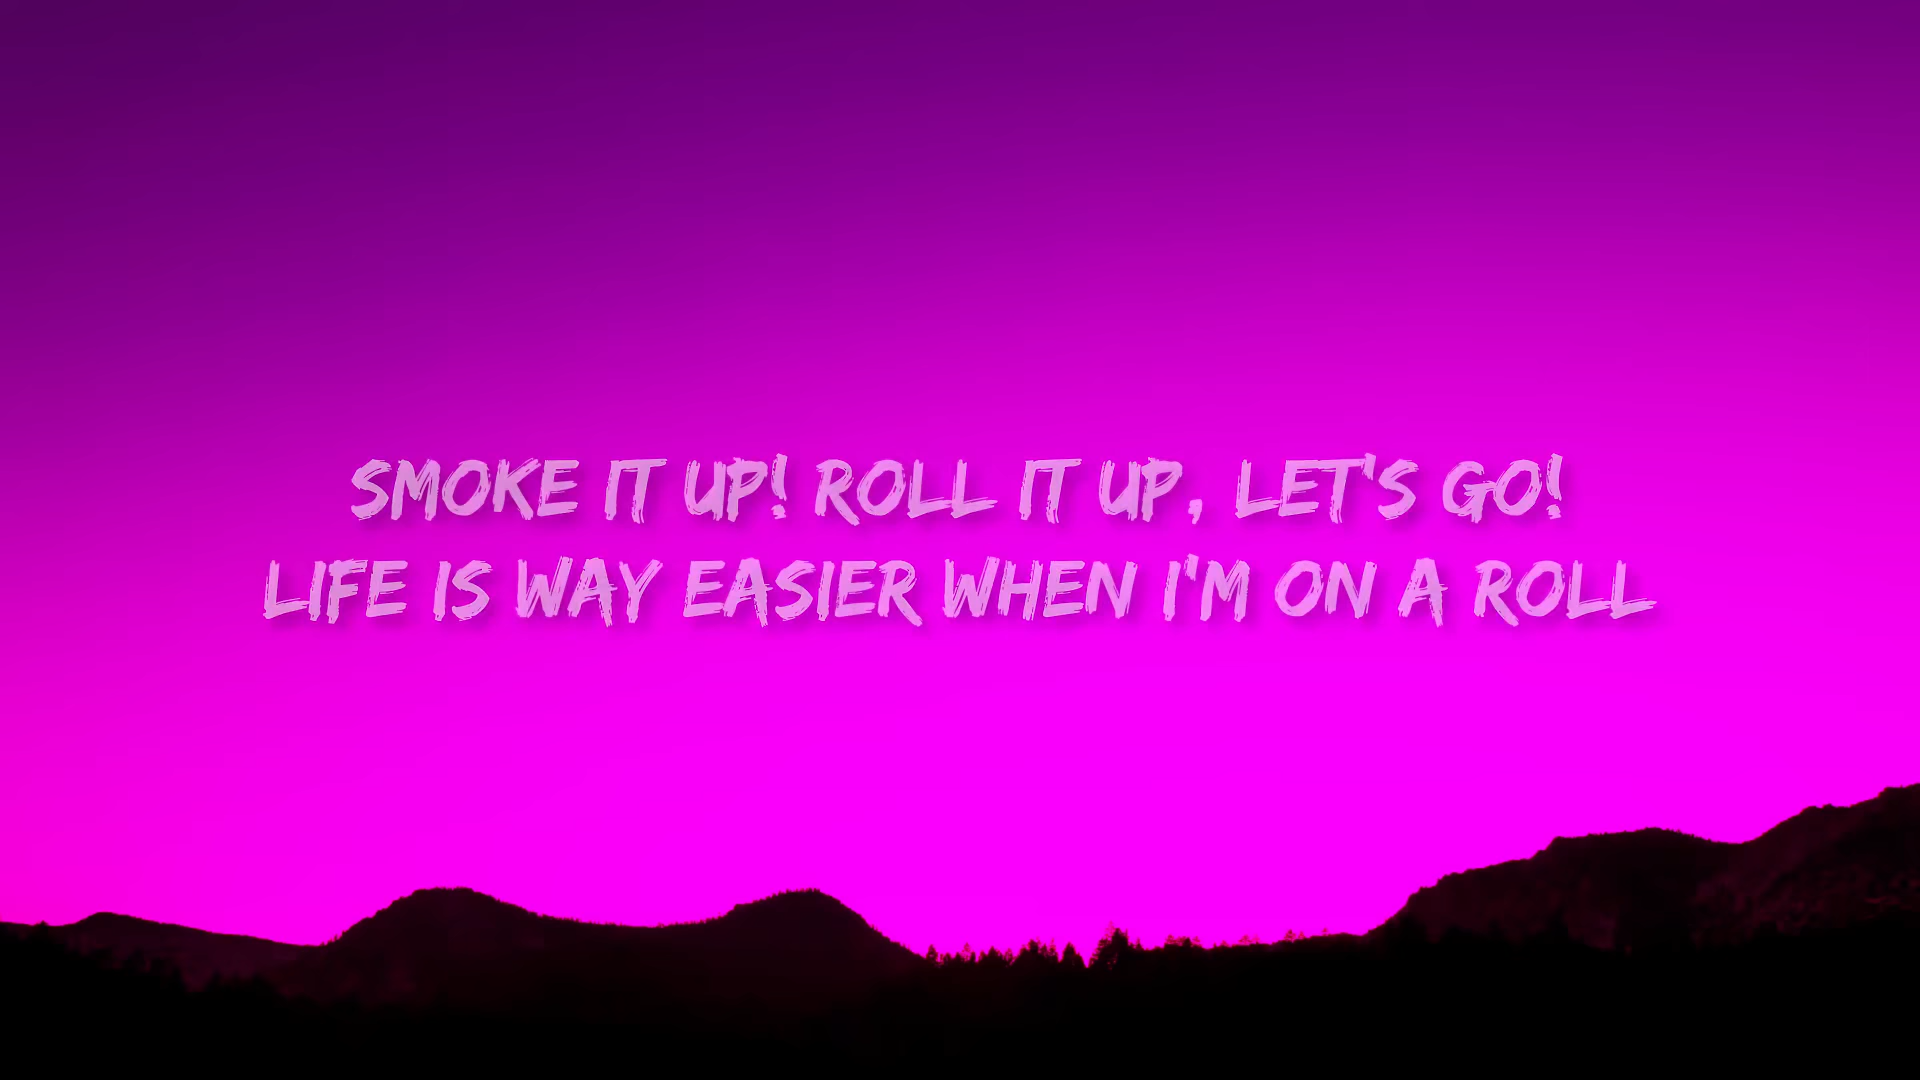 SMOKE IT UP! ROLL IT UP, LET'S GO!
LIFE IS WAY EASIER WHEN I'M ON A ROLL